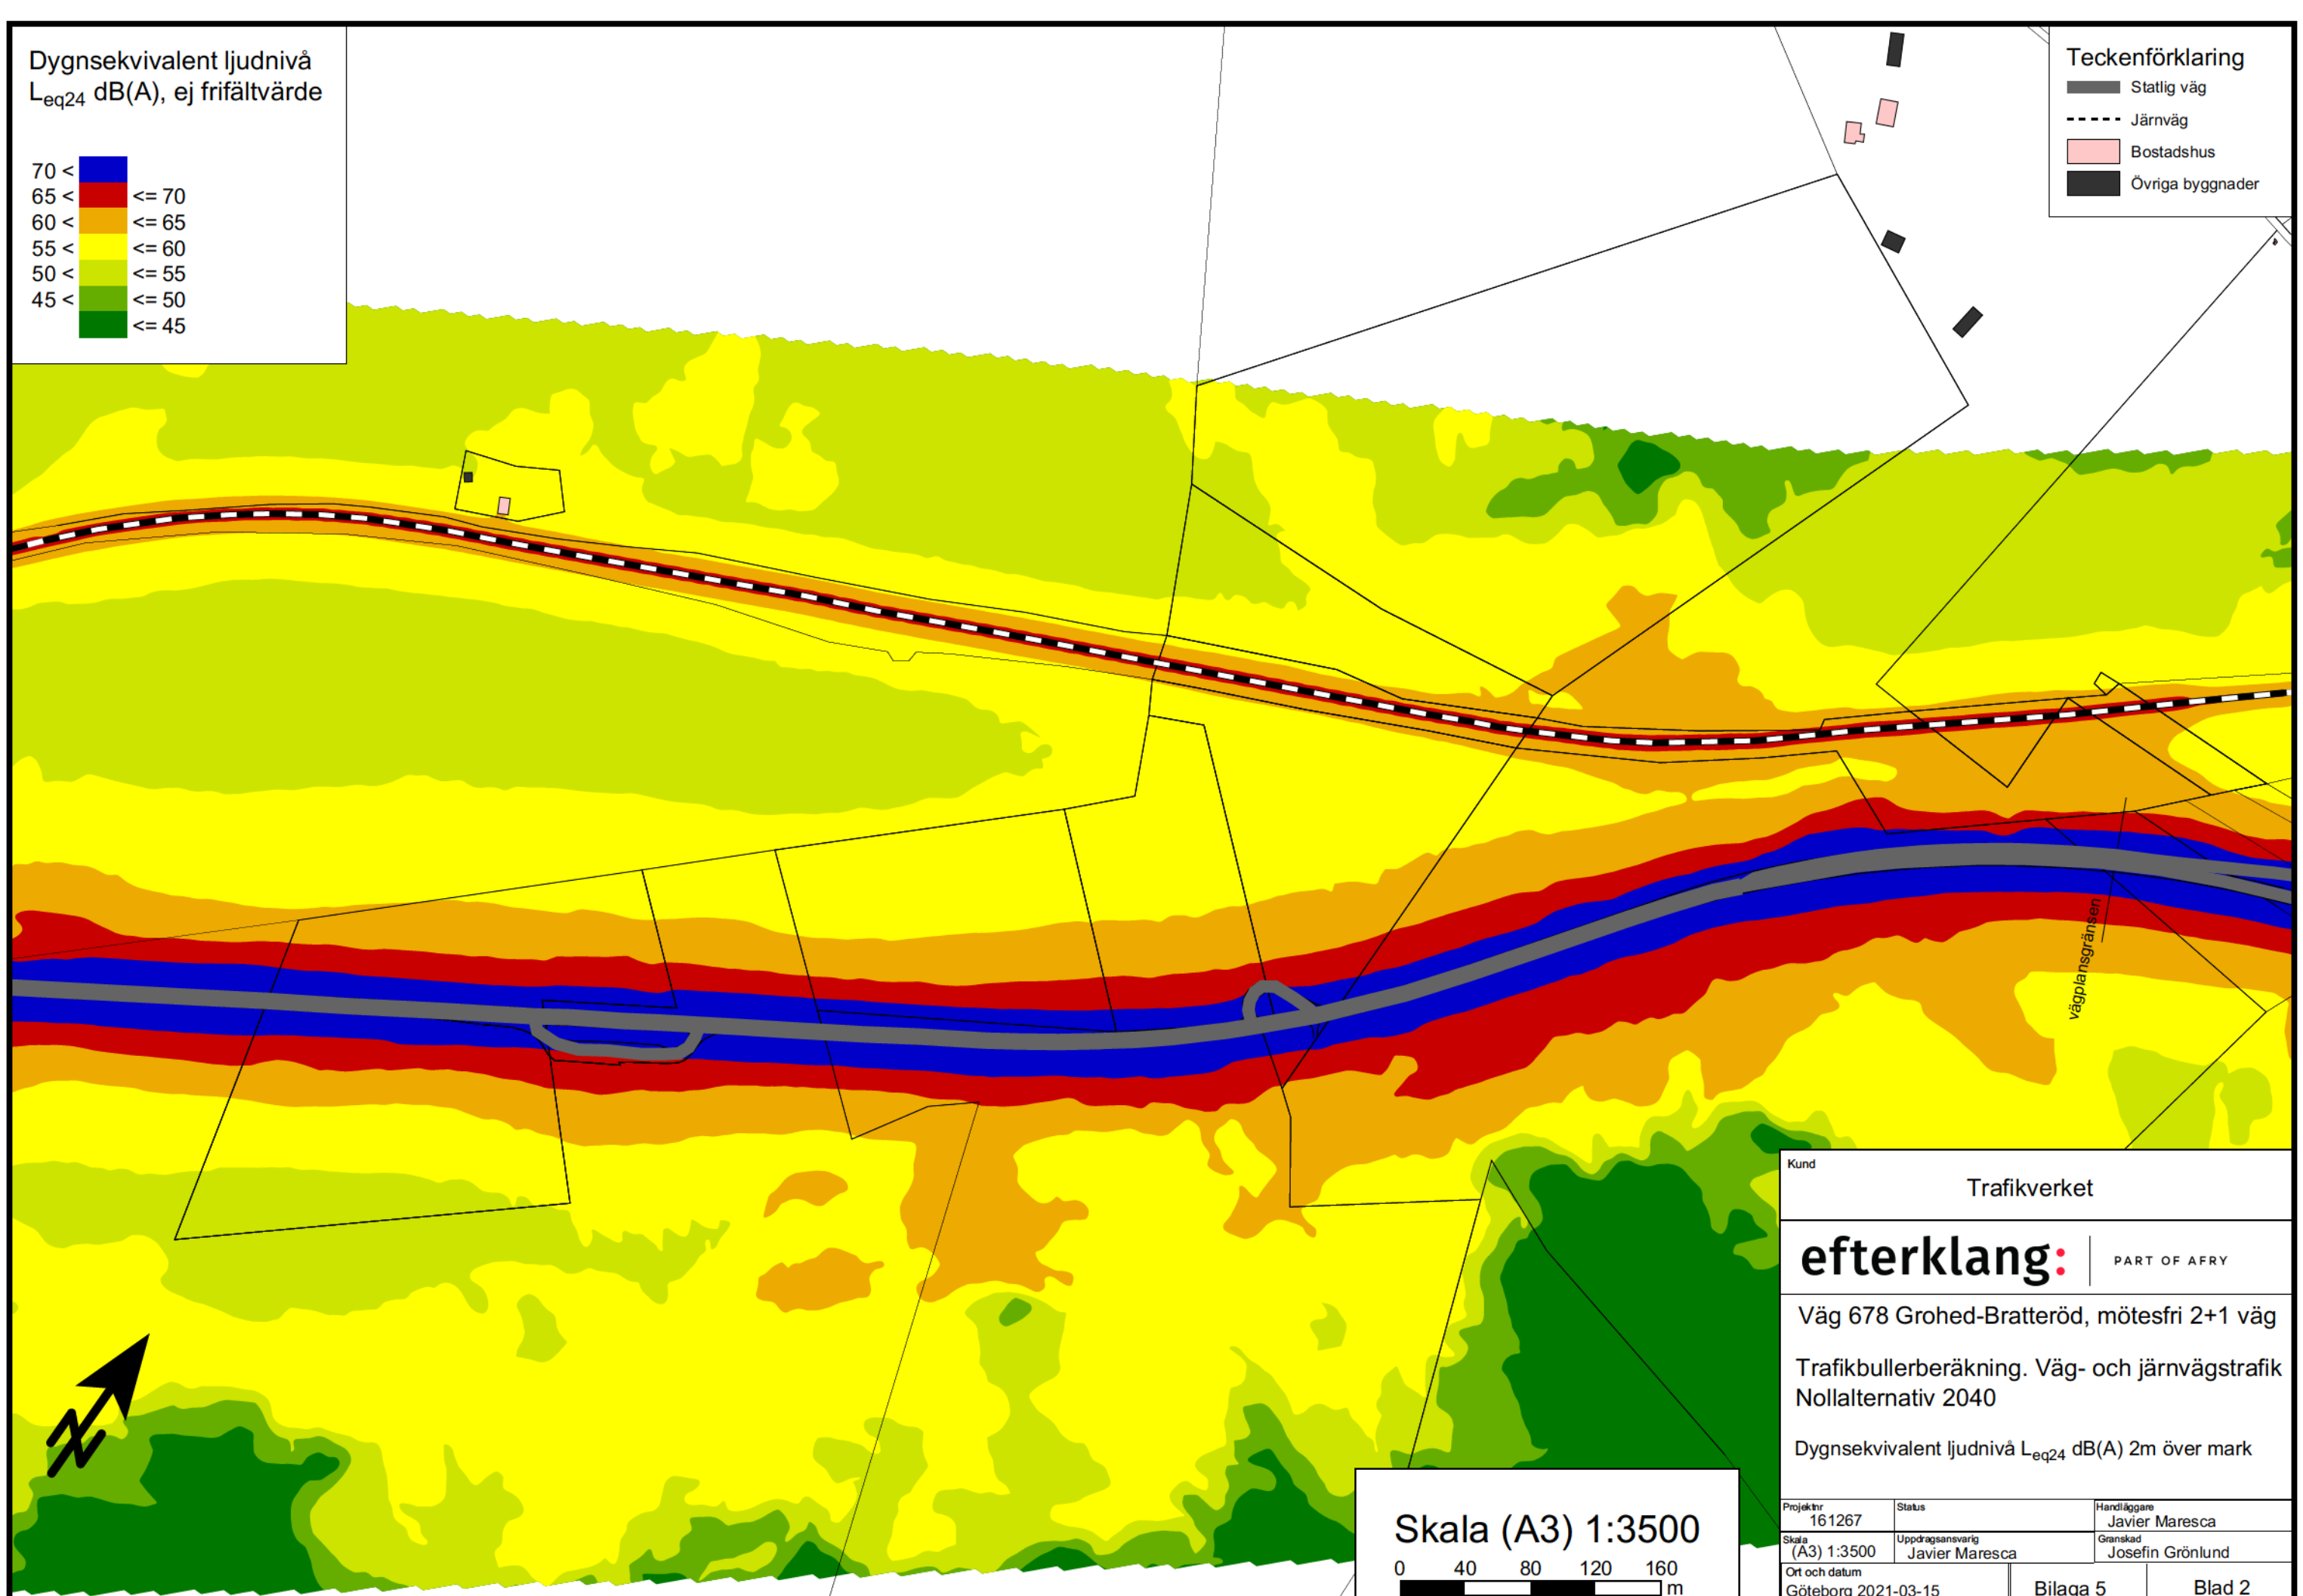 Dygnsekvivalent ljudnivå
Leq24 dB(A), ej frifältvärde
70 <
65 < <= 70
60 < <= 65
55 < <= 60
50 < <= 55
45 < <= 50
<= 45
Teckenförklaring
Statlig väg
Järnväg
Bostadshus
Övriga byggnader
vägplansgränsen
N
Skala (A3) 1:3500
0 40 80 120 160
m
Kund
Trafikverket
efterklang: PART OF AFRY
Väg 678 Grohed-Bratteröd, mötesfri 2+1 väg
Trafikbullerberäkning. Väg- och järnvägstrafik
Nollalternativ 2040
Dygnsekvivalent ljudnivå Leq24 dB(A) 2m över mark
Projektnr Status Handläggare
161267 Javier Maresca
Skala Uppdragsansvarig Granskad
(A3) 1:3500 Javier Maresca Josefin Grönlund
Ort och datum
Göteborg 2021-03-15 Bilaga 5 Blad 2